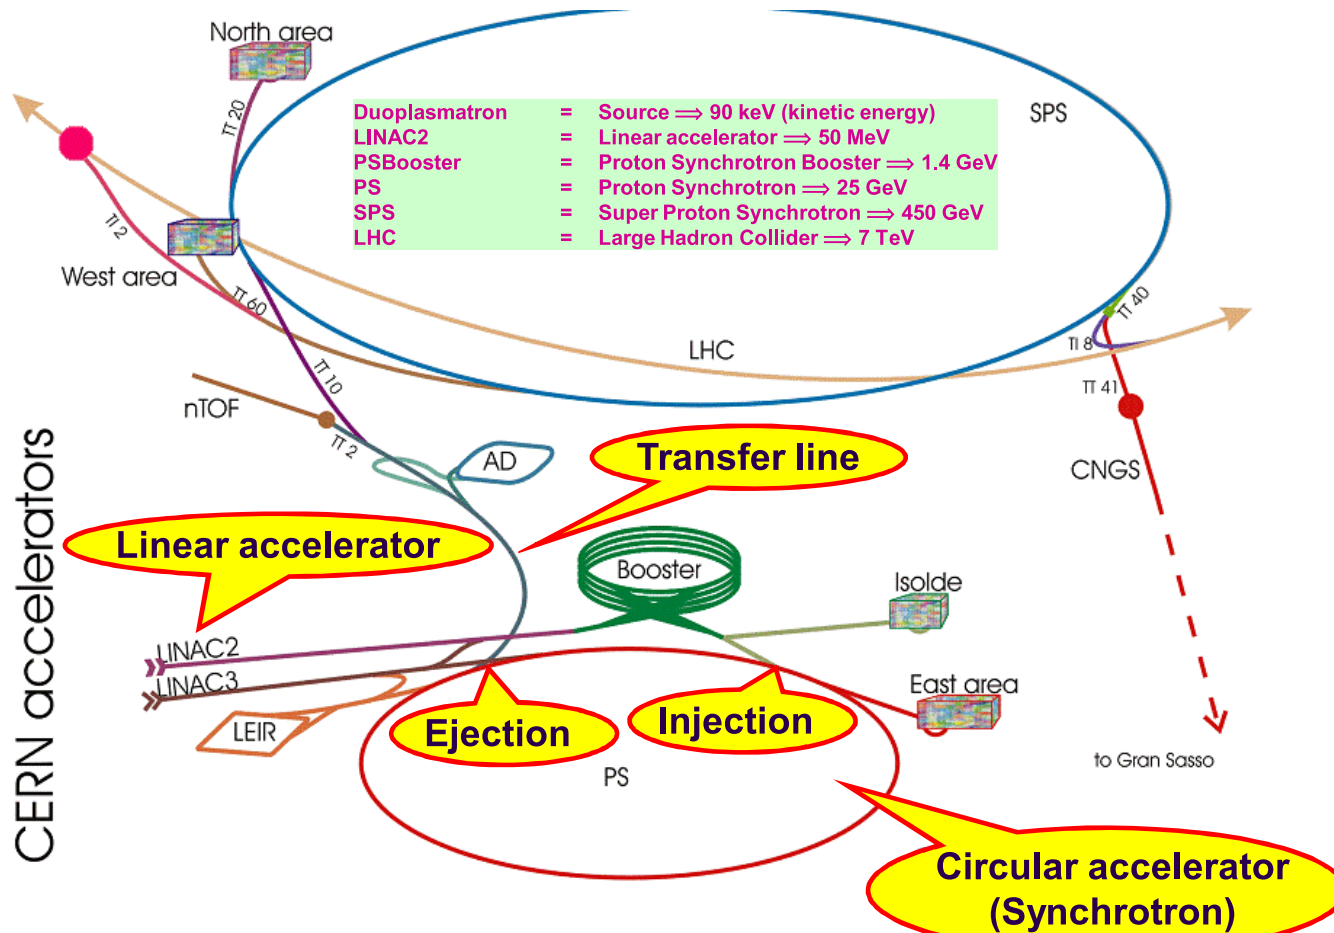 North area
TT 20
SPS
Duoplasmatron = Source ⟹ 90 keV (kinetic energy)
LINAC2 = Linear accelerator ⟹ 50 MeV
PSBooster = Proton Synchrotron Booster ⟹ 1.4 GeV
PS = Proton Synchrotron ⟹ 25 GeV
SPS = Super Proton Synchrotron ⟹ 450 GeV
LHC = Large Hadron Collider ⟹ 7 TeV
TI 2
West area
TT 60
TT 40
TI 8
LHC
TT 10
TT 41
nTOF
TT 2
AD
Transfer line
CNGS
CERN accelerators
Linear accelerator
Booster
Isolde
LINAC2
LINAC3
East area
LEIR
Ejection
Injection
PS
to Gran Sasso
Circular accelerator
(Synchrotron)